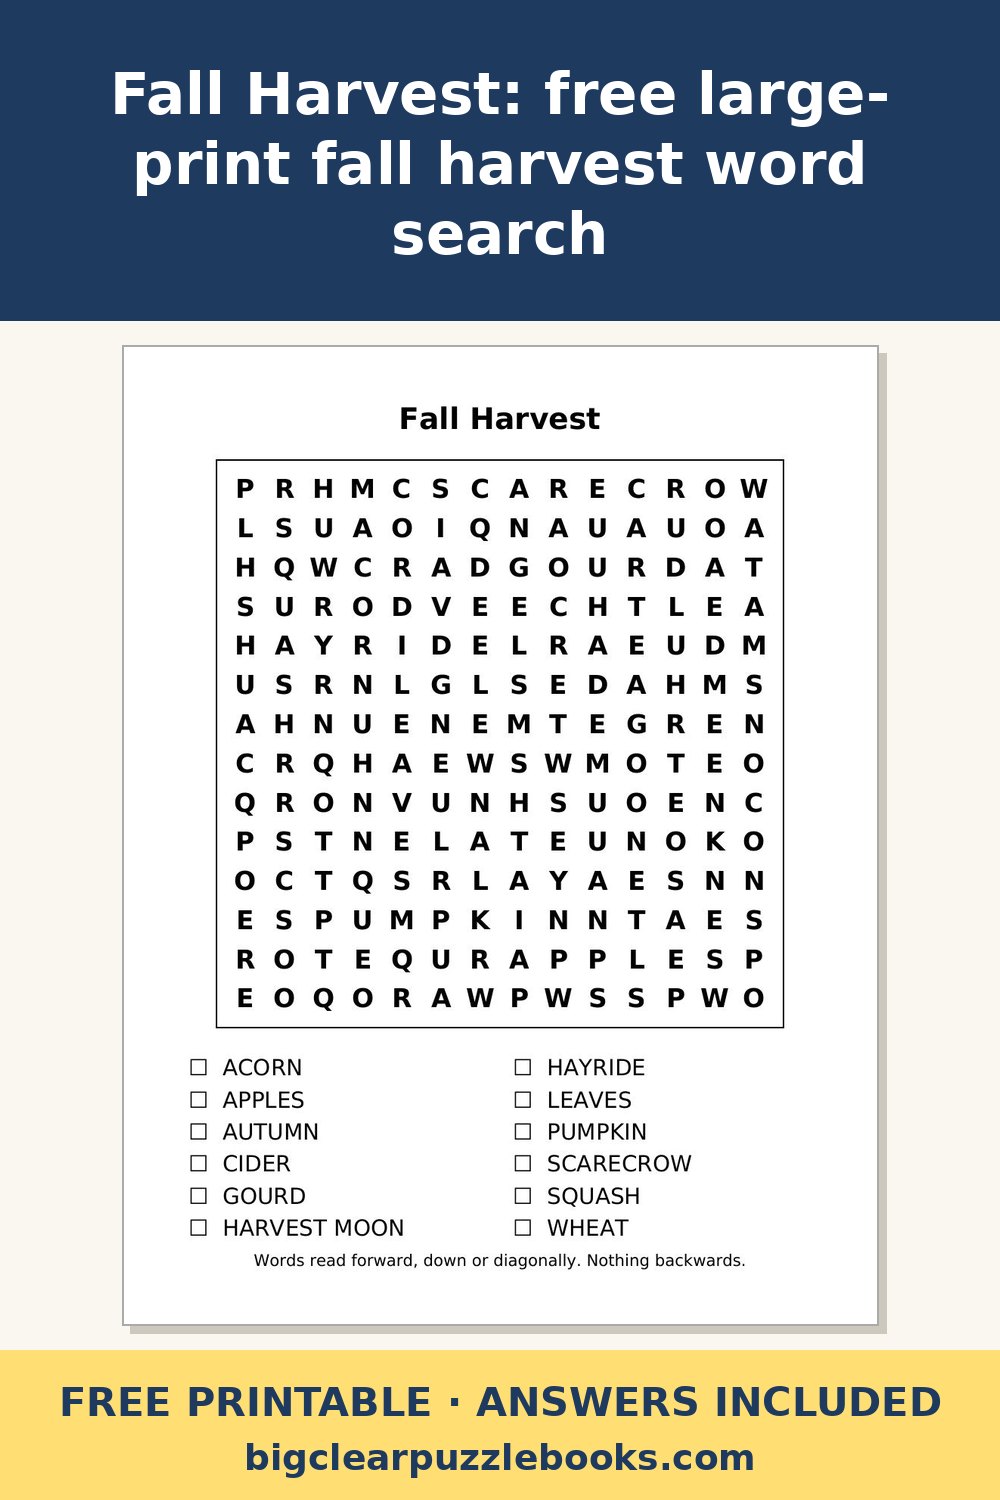 Fall Harvest: free large-
print fall harvest word
search
Fall Harvest
P R H M C S C A R E C R O W
L S U A O I Q N A U A U O A
H Q W C R A D G O U R D A T
S U R O D V E E C H T L E A
H A Y R I D E L R A E U D M
U S R N L G L S E D A H M S
A H N U E N E M T E G R E N
C R Q H A E W S W M O T E O
Q R O N V U N H S U O E N C
P S T N E L A T E U N O K O
O C T Q S R L A Y A E S N N
E S P U M P K I N N T A E S
R O T E Q U R A P P L E S P
E O Q O R A W P W S S P W O
☐ ACORN ☐ HAYRIDE
☐ APPLES ☐ LEAVES
☐ AUTUMN ☐ PUMPKIN
☐ CIDER ☐ SCARECROW
☐ GOURD ☐ SQUASH
☐ HARVEST MOON ☐ WHEAT
Words read forward, down or diagonally. Nothing backwards.
FREE PRINTABLE · ANSWERS INCLUDED
bigclearpuzzlebooks.com